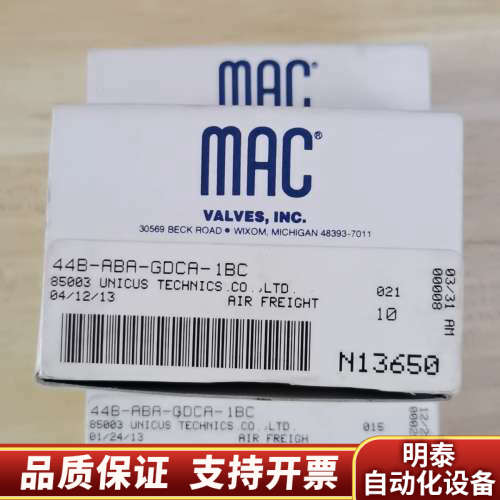 MAC®
MAC®
VALVES, INC.
30569 BECK ROAD • WIXOM, MICHIGAN 48393-7011
44B-ABA-GDCA-1BC
85003 UNICUS TECHNICS.CO.,LTD.
04/12/13 AIR FREIGHT
021
10
03/31 AM
00008
N13650
44B-ABA-GDCA-1BC
85003 UNICUS TECHNICS CO.,LTD.
015
01/24/13 AIR FREIGH
品质保证 支持开票
明泰
自动化设备